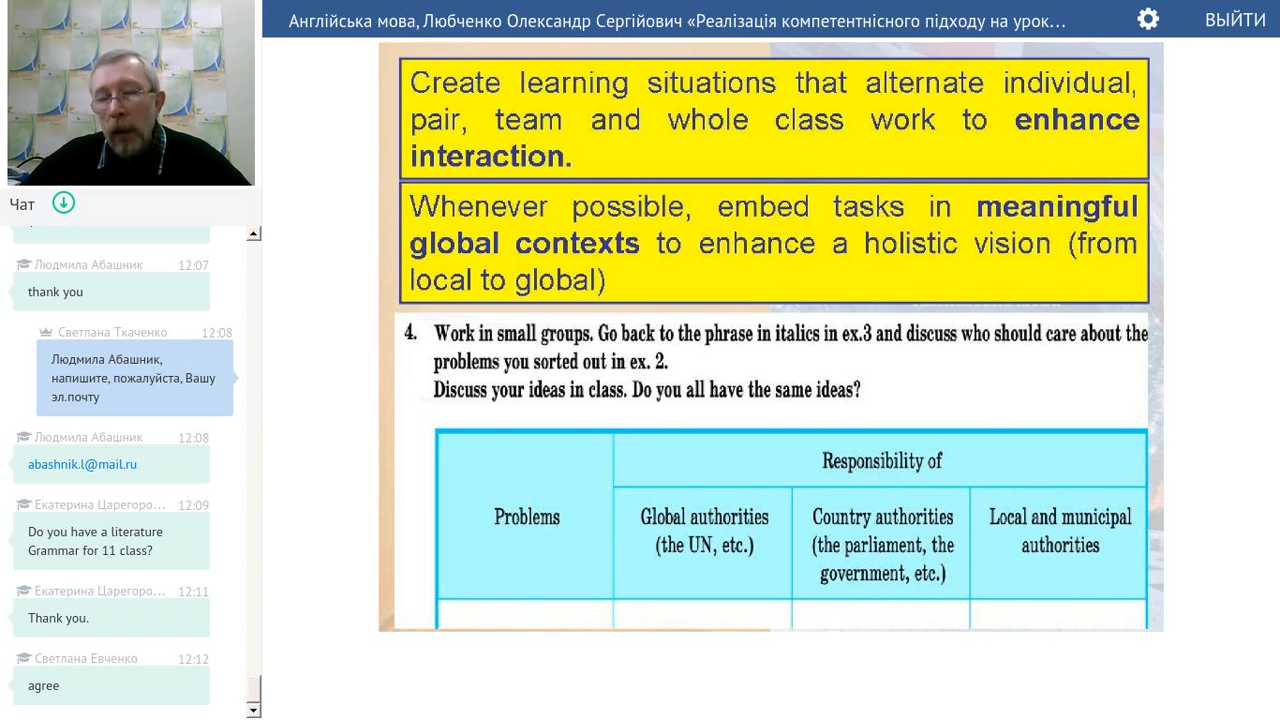 Англійська мова, Любченко Олександр Сергійович «Реалізація компетентнісного підходу на урок...
ВЫЙТИ
Чат
Людмила Абашник 12:07
thank you
Светлана Ткаченко 12:08
Людмила Абашник,
напишите, пожалуйста, Вашу
эл.почту
Людмила Абашник 12:08
abashnik.l@mail.ru
Екатерина Царегоро... 12:09
Do you have a literature
Grammar for 11 class?
Екатерина Царегоро... 12:11
Thank you.
Светлана Евченко 12:12
agree
Create learning situations that alternate individual,
pair, team and whole class work to enhance
interaction.
Whenever possible, embed tasks in meaningful
global contexts to enhance a holistic vision (from
local to global)
4. Work in small groups. Go back to the phrase in italics in ex.3 and discuss who should care about the
problems you sorted out in ex. 2.
Discuss your ideas in class. Do you all have the same ideas?
Problems
Responsibility of
Global authorities
(the UN, etc.)
Country authorities
(the parliament, the
government, etc.)
Local and municipal
authorities